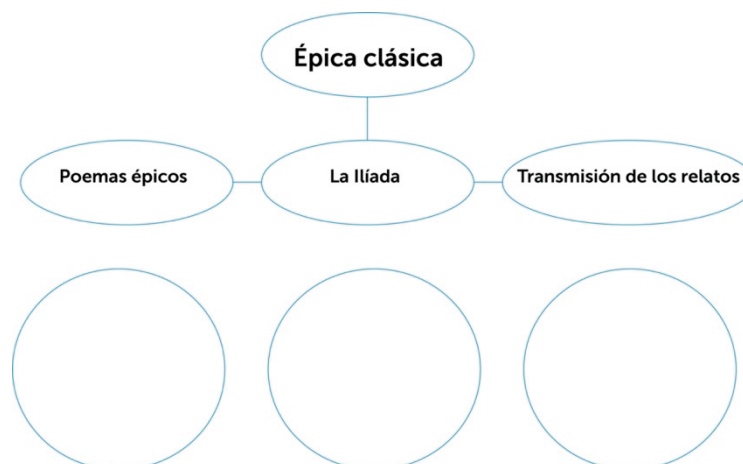 Épica clásica
Poemas épicos
La Ilíada
Transmisión de los relatos